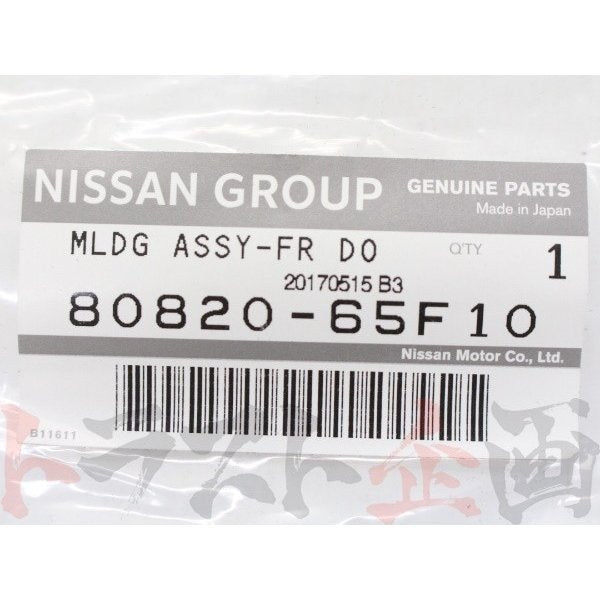 NISSAN GROUP
GENUINE PARTS
Made in Japan
MLDG ASSY-FR DO
Q'TY 1
20170515 B3
80820-65F10
Nissan Motor Co., Ltd.
B11611
トラスト企画